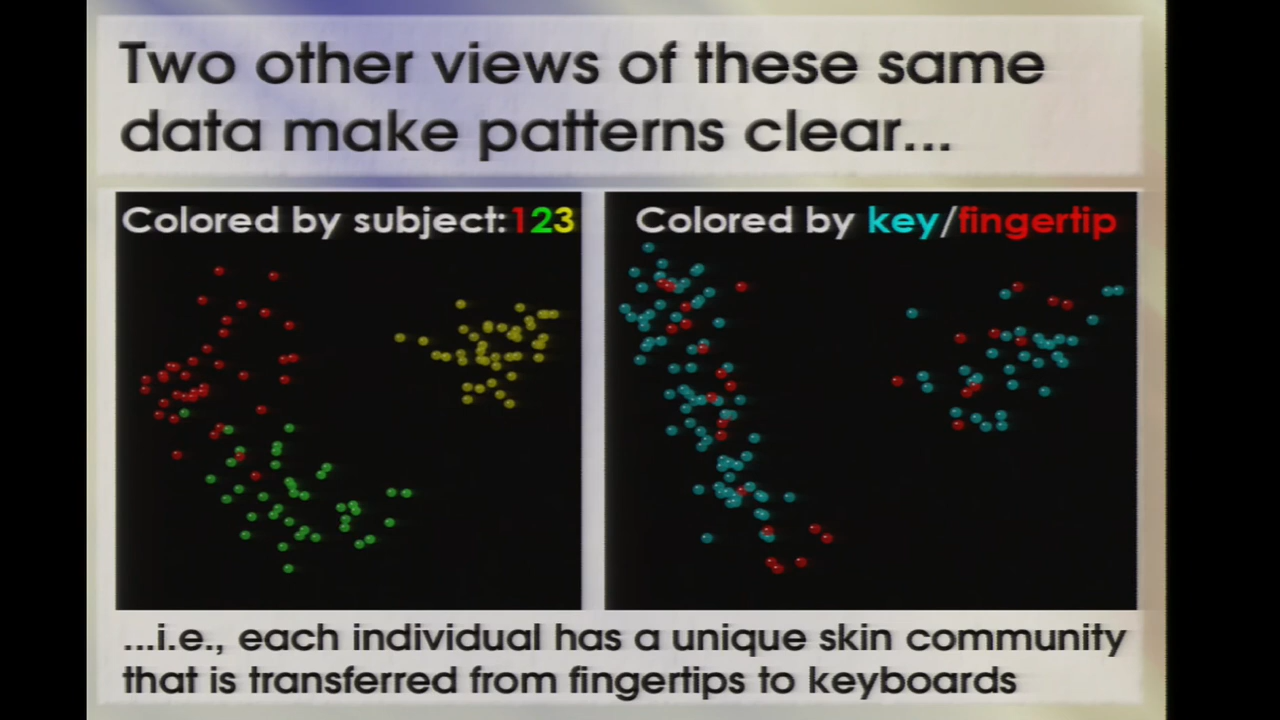 Two other views of these same
data make patterns clear...
Colored by subject:123
Colored by key/fingertip
...i.e., each individual has a unique skin community
that is transferred from fingertips to keyboards